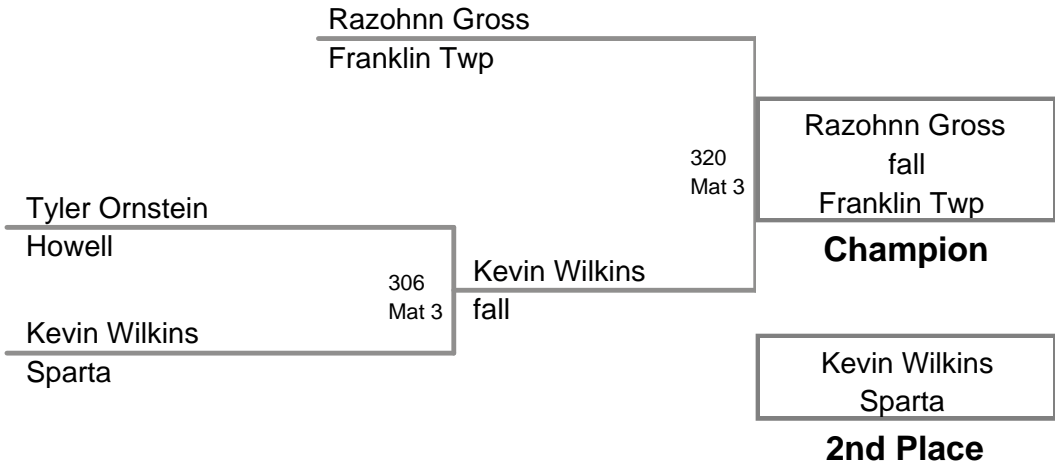 Razohnn Gross
Franklin Twp
320
Mat 3
Razohnn Gross
fall
Franklin Twp
Champion
Tyler Ornstein
Howell
306
Mat 3
Kevin Wilkins
fall
Kevin Wilkins
Sparta
Kevin Wilkins
Sparta
2nd Place